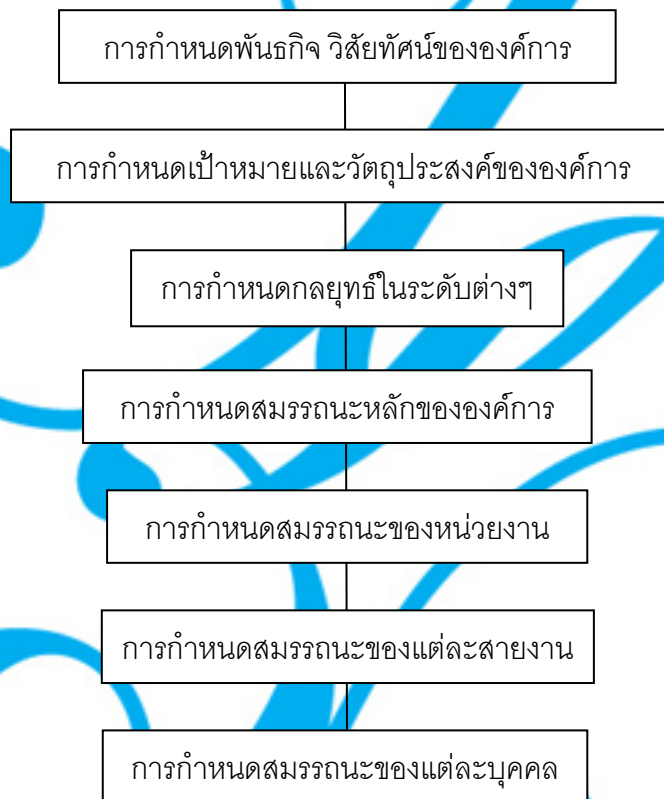 การกำหนดพันธกิจ วิสัยทัศน์ขององค์การ
การกำหนดเป้าหมายและวัตถุประสงค์ขององค์การ
การกำหนดกลยุทธ์ในระดับต่างๆ
การกำหนดสมรรถนะหลักขององค์การ
การกำหนดสมรรถนะของหน่วยงาน
การกำหนดสมรรถนะของแต่ละสายงาน
การกำหนดสมรรถนะของแต่ละบุคคล